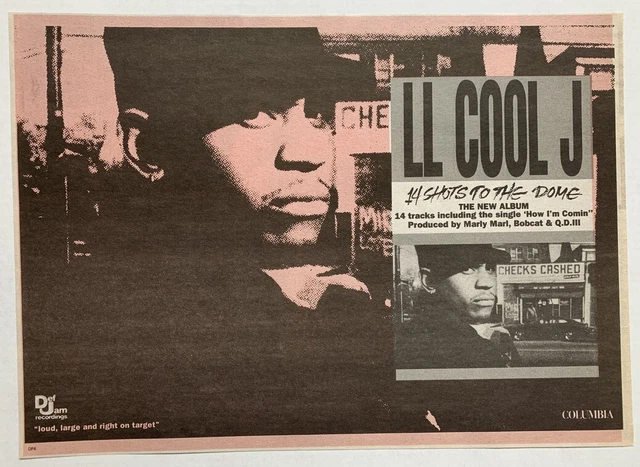 CHE
LL COOL J
14 SHOTS TO THE DOME
THE NEW ALBUM
14 tracks including the single 'How I'm Comin"
Produced by Marly Marl, Bobcat & Q.D.III
CHECKS CASHED
Def
Jam
recordings
"loud, large and right on target"
COLUMBIA